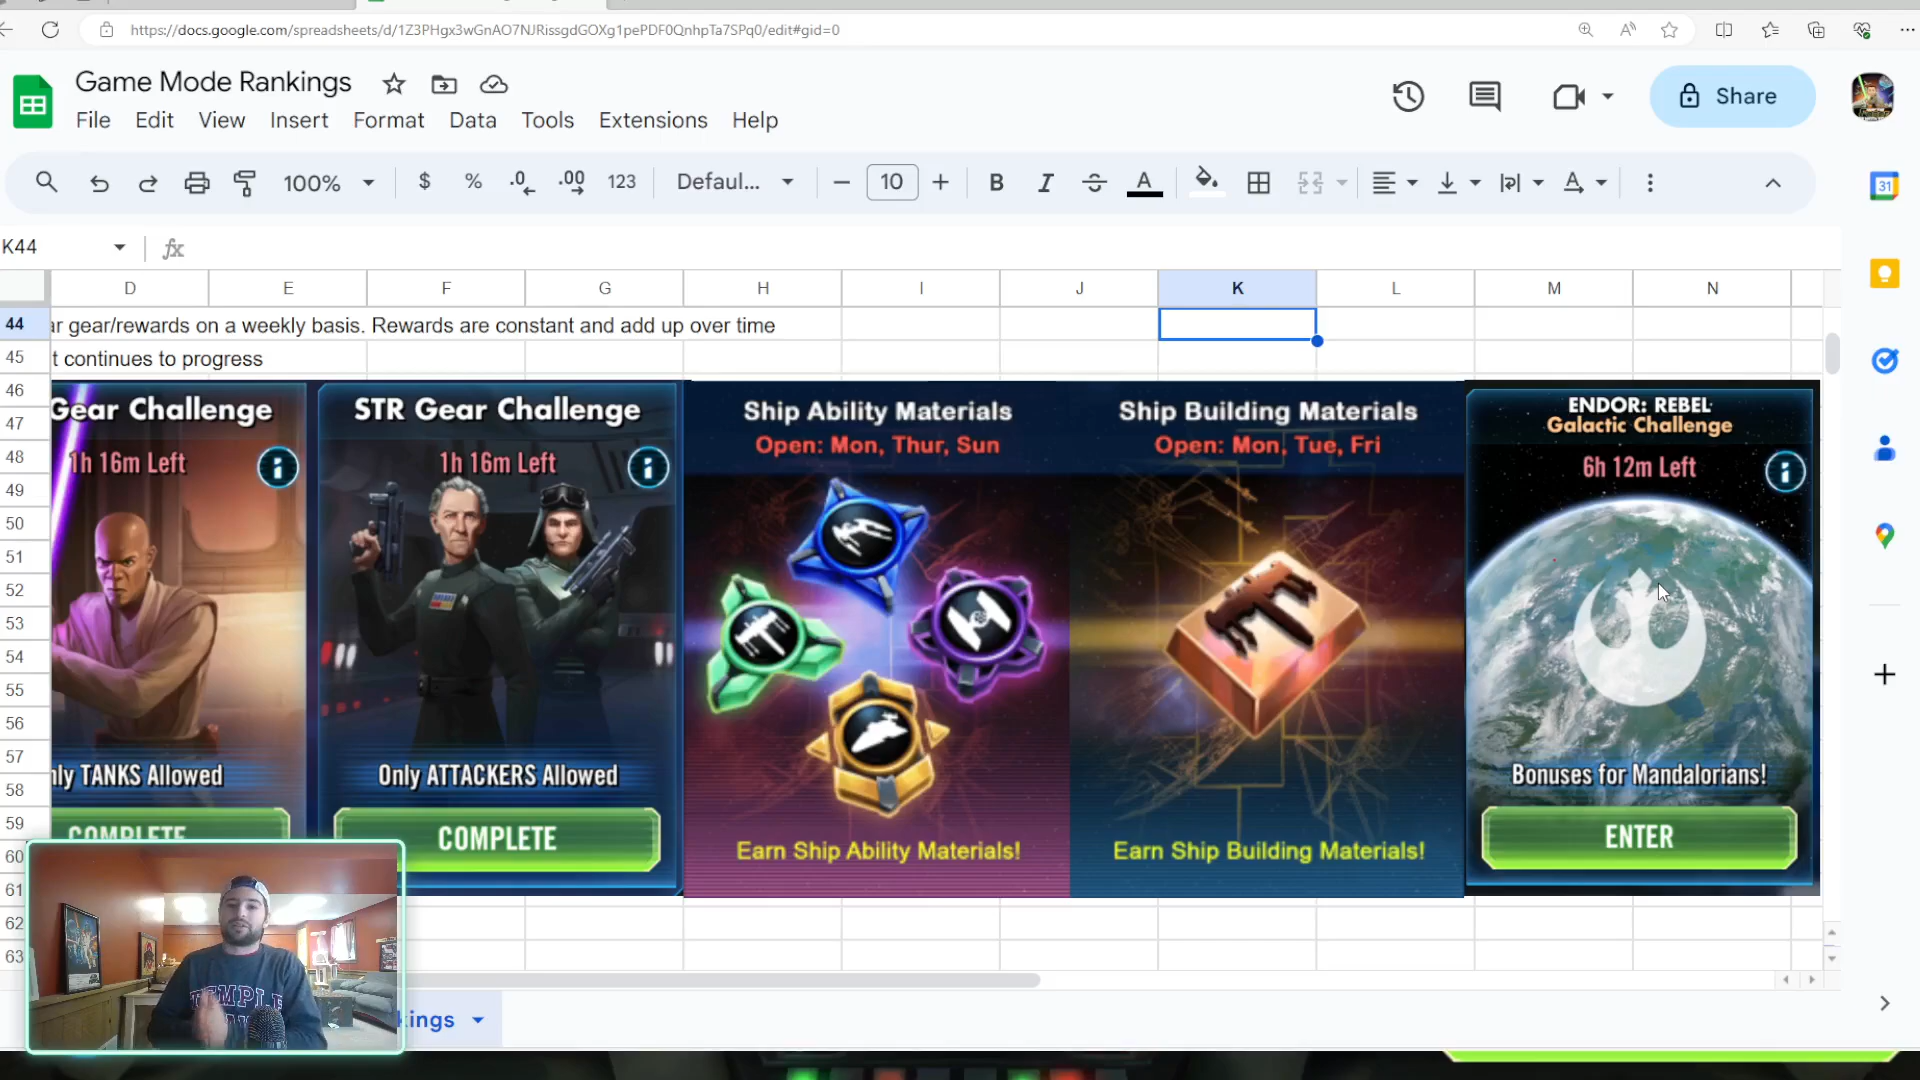 https://docs.google.com/spreadsheets/d/1Z3PHgx3wGnAO7NJRissgdGOXg1pePDF0QnhpTa7SPq0/edit#gid=0
Game Mode Rankings
File Edit View Insert Format Data Tools Extensions Help
Share
100% $ % .0 .00 123 Defaul... 10 B I A
31
K44 fx
D E F G H I J K L M N
44 ar gear/rewards on a weekly basis. Rewards are constant and add up over time
45 t continues to progress
46
47
48
49
50
51
52
53
54
55
56
57
58
59
60
61
62
63
Gear Challenge
1h 16m Left
nly TANKS Allowed
COMPLETE
STR Gear Challenge
1h 16m Left
Only ATTACKERS Allowed
COMPLETE
Ship Ability Materials
Open: Mon, Thur, Sun
Earn Ship Ability Materials!
Ship Building Materials
Open: Mon, Tue, Fri
Earn Ship Building Materials!
ENDOR: REBEL
Galactic Challenge
6h 12m Left
Bonuses for Mandalorians!
ENTER
TEMPLE
kings